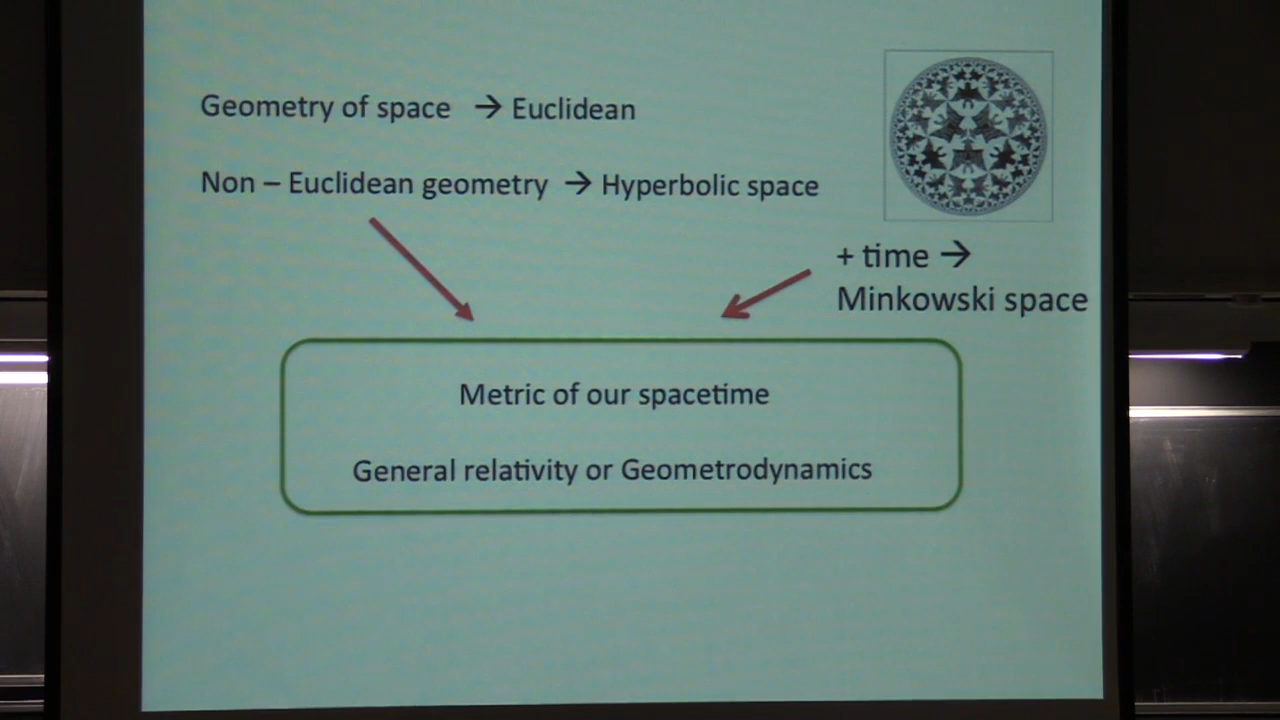 Geometry of space → Euclidean
Non – Euclidean geometry → Hyperbolic space
+ time →
Minkowski space
Metric of our spacetime
General relativity or Geometrodynamics